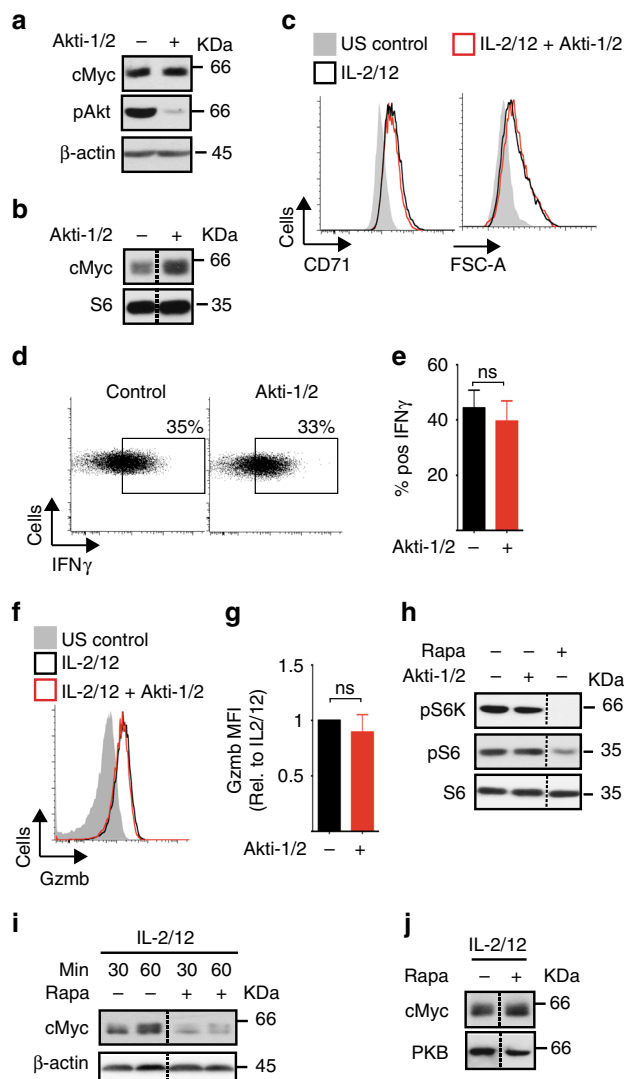 a
Akti-1/2 – + KDa
cMyc 66
pAkt 66
β-actin 45
b
Akti-1/2 – + KDa
cMyc 66
S6 35
c
US control
IL-2/12 + Akti-1/2
IL-2/12
Cells
CD71
FSC-A
d
Control
Akti-1/2
35%
33%
Cells
IFNγ
e
60
40
20
0
% pos IFNγ
ns
Akti-1/2 – +
f
US control
IL-2/12
IL-2/12 + Akti-1/2
Cells
Gzmb
g
1.5
1
0.5
Gzmb MFI
(Rel. to IL2/12)
ns
Akti-1/2 – +
h
Rapa – – +
Akti-1/2 – + –
KDa
pS6K 66
pS6 35
S6 35
i
IL-2/12
Min 30 60 30 60
Rapa – – + + KDa
cMyc 66
β-actin 45
j
IL-2/12
Rapa – + KDa
cMyc 66
PKB 66